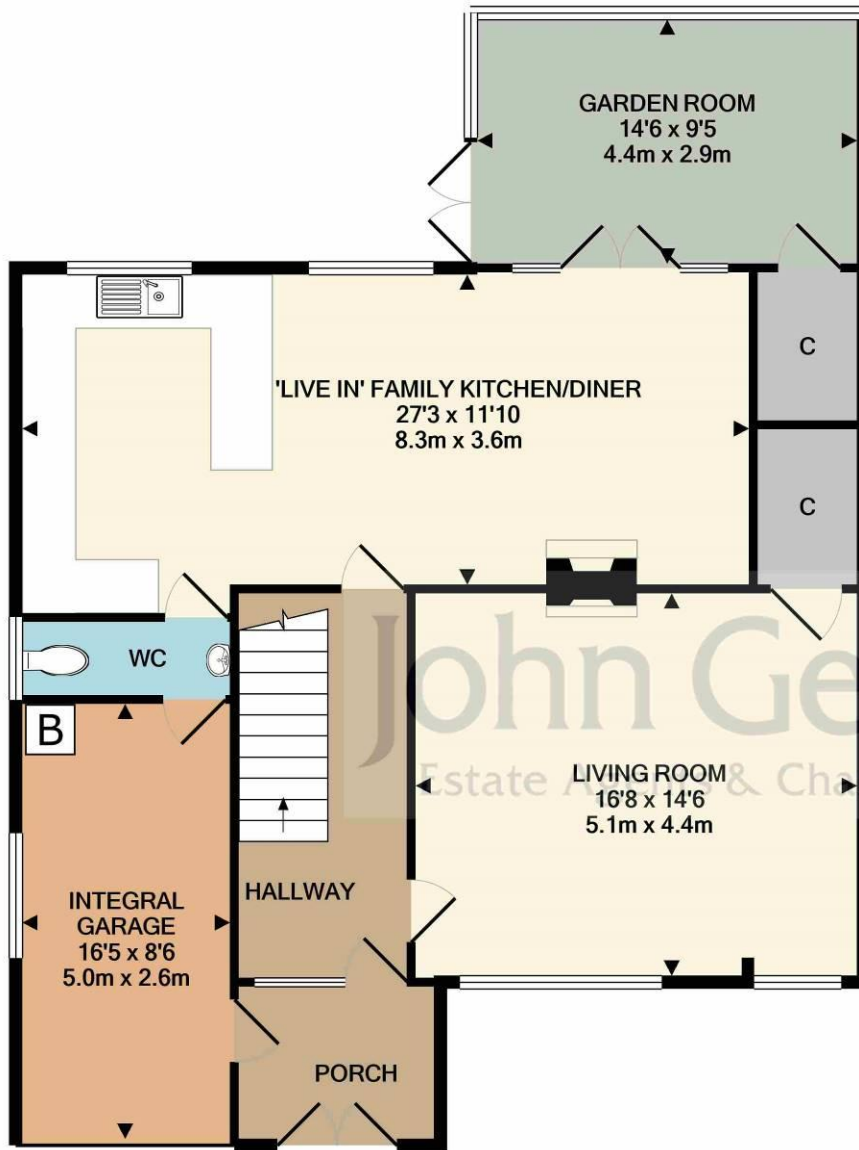 GARDEN ROOM
14'6 x 9'5
4.4m x 2.9m
C
'LIVE IN' FAMILY KITCHEN/DINER
27'3 x 11'10
8.3m x 3.6m
C
WC
B
John Ge
Estate Agents & Cha
LIVING ROOM
16'8 x 14'6
5.1m x 4.4m
HALLWAY
INTEGRAL
GARAGE
16'5 x 8'6
5.0m x 2.6m
PORCH